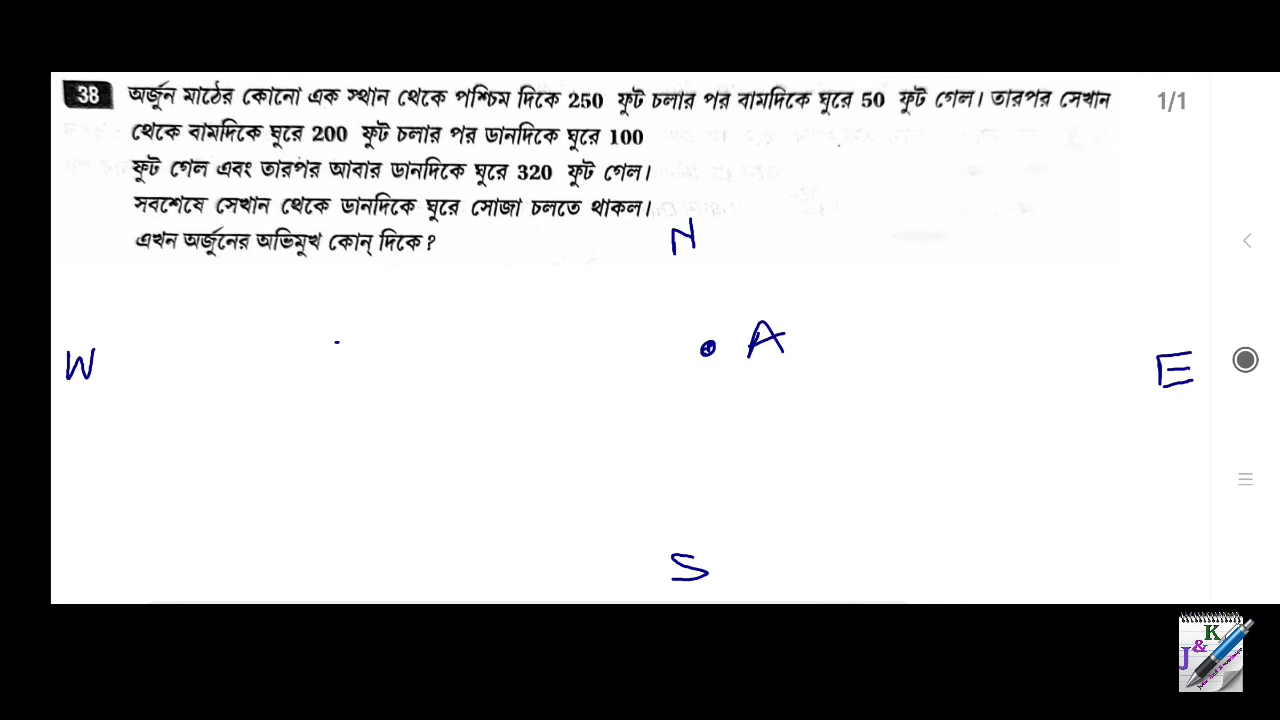 38 অর্জুন মাঠের কোনো এক স্থান থেকে পশ্চিম দিকে 250 ফুট চলার পর বামদিকে ঘুরে 50 ফুট গেল। তারপর সেখান
1/1
থেকে বামদিকে ঘুরে 200 ফুট চলার পর ডানদিকে ঘুরে 100
ফুট গেল এবং তারপর আবার ডানদিকে ঘুরে 320 ফুট গেল।
সবশেষে সেখান থেকে ডানদিকে ঘুরে সোজা চলতে থাকল।
এখন অর্জুনের অভিমুখ কোন্ দিকে ?
N
A
W
E
S
J & K